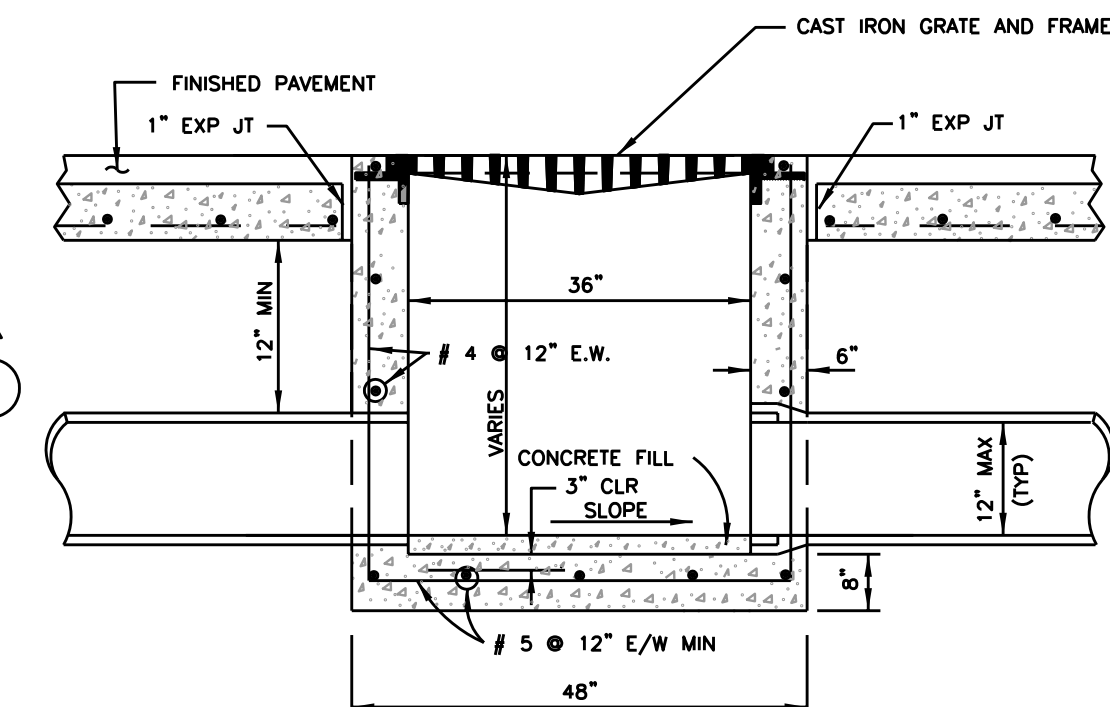 CAST IRON GRATE AND FRAME
FINISHED PAVEMENT
1" EXP JT
1" EXP JT
12" MIN
36"
# 4 @ 12" E.W.
6"
VARIES
CONCRETE FILL
3" CLR
SLOPE
12" MAX
(TYP)
8"
# 5 @ 12" E/W MIN
48"